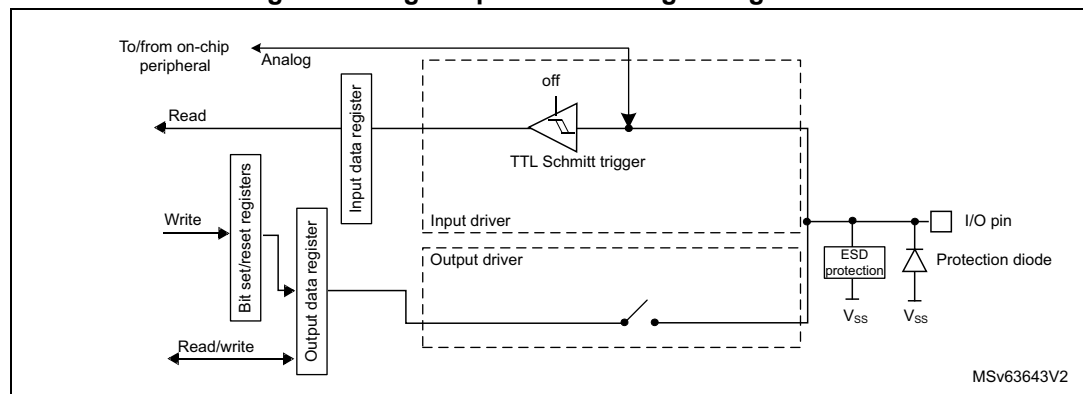 To/from on-chip
peripheral
Analog
off
Read
Input data register
TTL Schmitt trigger
Bit set/reset registers
Write
Output data register
Input driver
Output driver
I/O pin
ESD
protection
Protection diode
VSS
VSS
Read/write
MSv63643V2